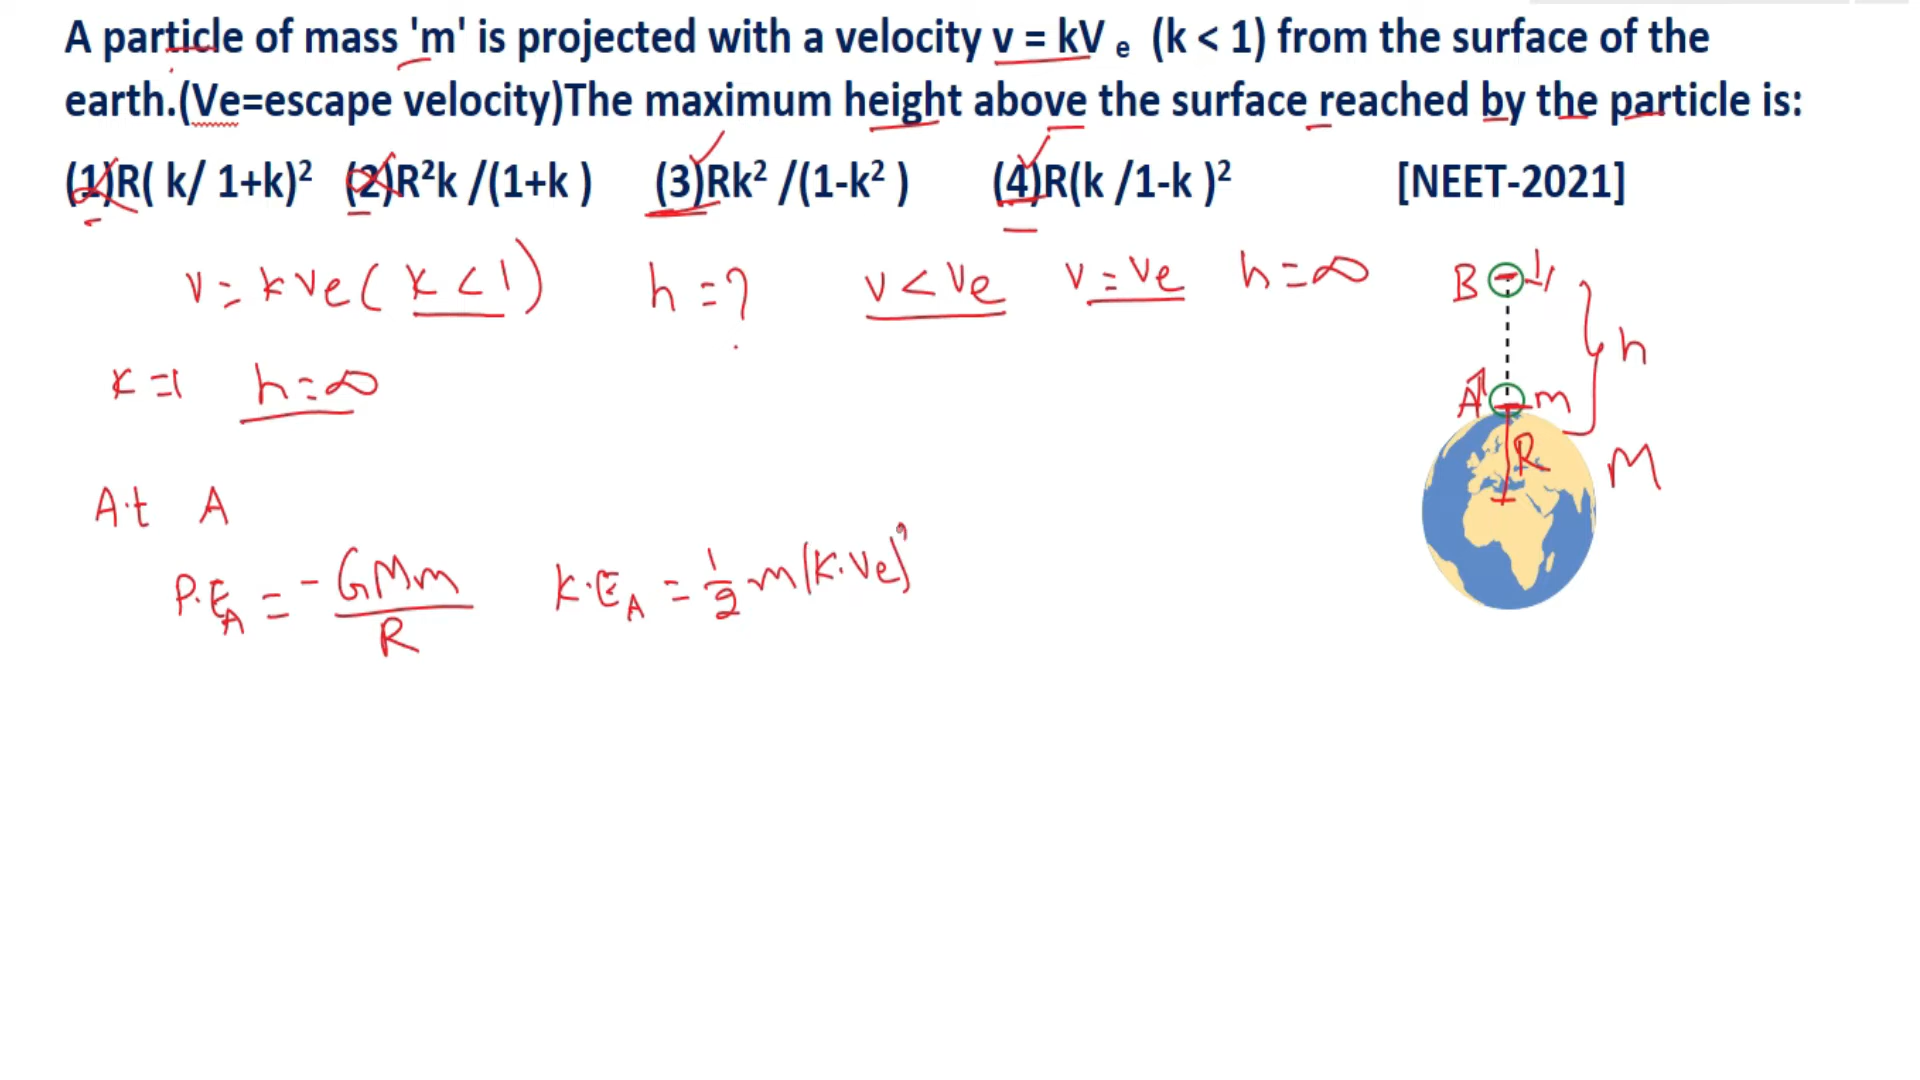 A particle of mass 'm' is projected with a velocity v = kV e (k < 1) from the surface of the
earth.(Ve=escape velocity)The maximum height above the surface reached by the particle is:
(1)R( k/ 1+k)² (2)R²k /(1+k ) (3)Rk² /(1-k² ) (4)R(k /1-k )² [NEET-2021]
v = k ve ( k < 1 ) h = ? v < ve v = ve h = ∞
k = 1 h = ∞
B
h
A m
R
M
At A
P.E_A = - GMm / R K.E_A = 1/2 m (K.Ve)²